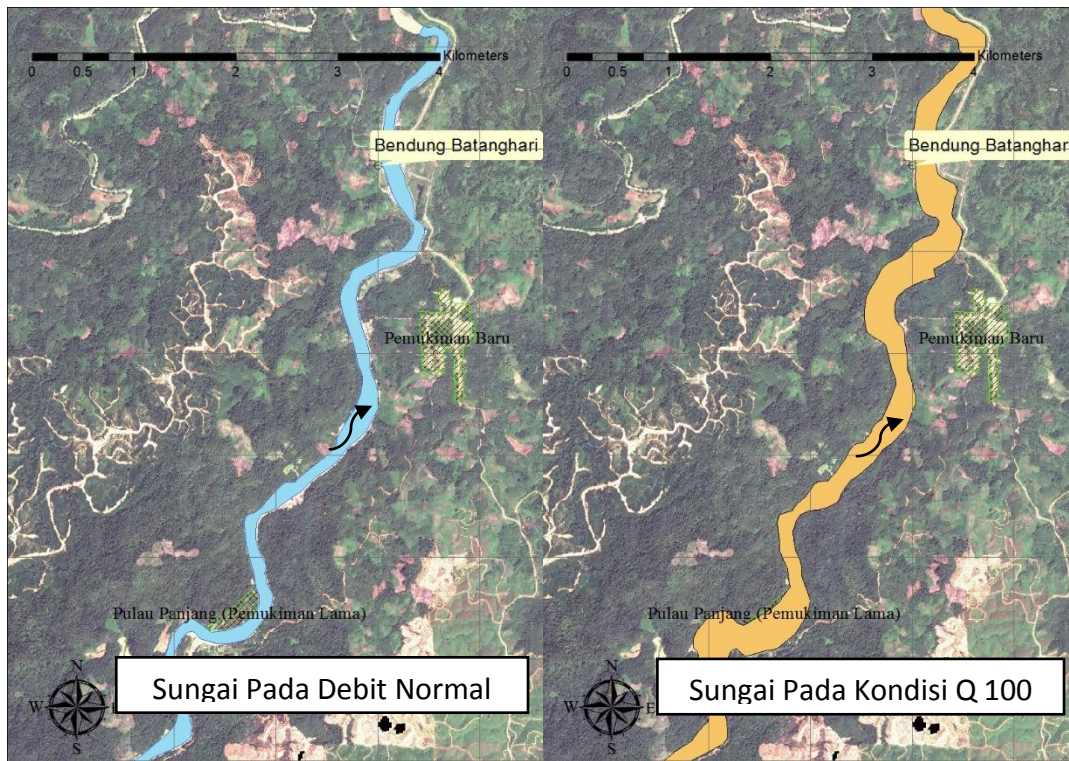 Kilometers
0 0.5 1 2 3 4
Bendung Batanghari
Pemukiman Baru
Pulau Panjang (Pemukiman Lama)
N
W E
S
Sungai Pada Debit Normal
Kilometers
0 0.5 1 2 3 4
Bendung Batanghar
Pemukiman Baru
Pulau Panjang (Pemukiman Lama)
N
W E
S
Sungai Pada Kondisi Q 100